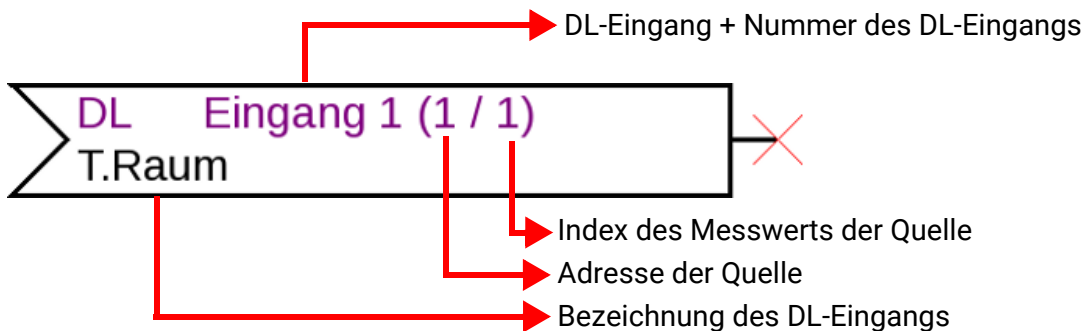 DL-Eingang + Nummer des DL-Eingangs
DL Eingang 1 (1 / 1)
T.Raum
Index des Messwerts der Quelle
Adresse der Quelle
Bezeichnung des DL-Eingangs